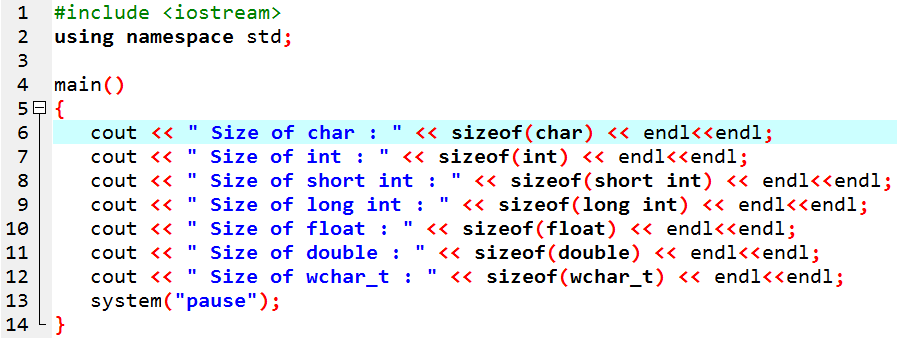 1 #include <iostream>
2 using namespace std;
3
4 main()
5 {
6 cout << " Size of char : " << sizeof(char) << endl<<endl;
7 cout << " Size of int : " << sizeof(int) << endl<<endl;
8 cout << " Size of short int : " << sizeof(short int) << endl<<endl;
9 cout << " Size of long int : " << sizeof(long int) << endl<<endl;
10 cout << " Size of float : " << sizeof(float) << endl<<endl;
11 cout << " Size of double : " << sizeof(double) << endl<<endl;
12 cout << " Size of wchar_t : " << sizeof(wchar_t) << endl<<endl;
13 system("pause");
14 }